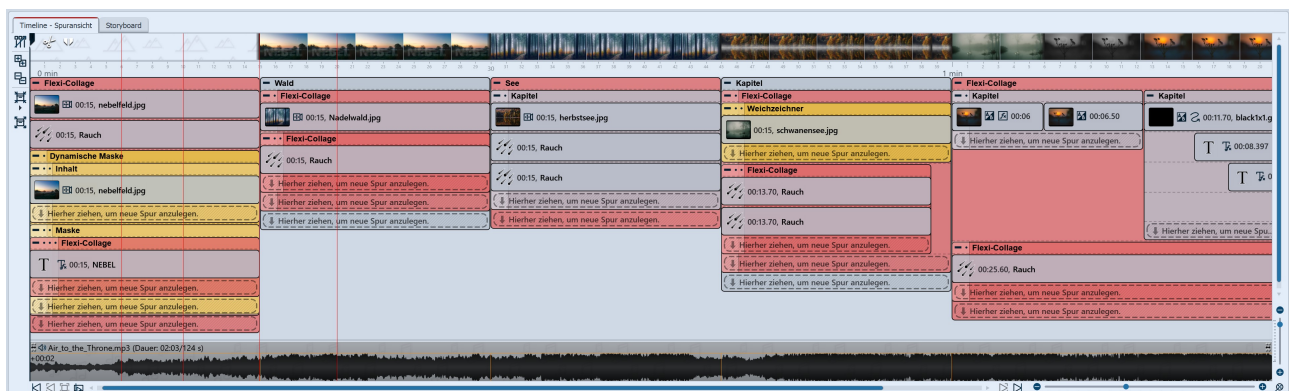 Timeline - Spuransicht
Storyboard
0 min
1 min
Flexi-Collage
00:15, nebelfeld.jpg
00:15, Rauch
Dynamische Maske
Inhalt
00:15, nebelfeld.jpg
Hierher ziehen, um neue Spur anzulegen.
Maske
Flexi-Collage
T 00:15, NEBEL
Hierher ziehen, um neue Spur anzulegen.
Hierher ziehen, um neue Spur anzulegen.
Hierher ziehen, um neue Spur anzulegen.
Wald
Flexi-Collage
00:15, Nadelwald.jpg
Flexi-Collage
00:15, Rauch
Hierher ziehen, um neue Spur anzulegen.
Hierher ziehen, um neue Spur anzulegen.
Hierher ziehen, um neue Spur anzulegen.
See
Kapitel
00:15, herbstsee.jpg
00:15, Rauch
00:15, Rauch
Hierher ziehen, um neue Spur anzulegen.
Hierher ziehen, um neue Spur anzulegen.
Kapitel
Flexi-Collage
Weichzeichner
00:15, schwanensee.jpg
Hierher ziehen, um neue Spur anzulegen.
Flexi-Collage
00:13.70, Rauch
00:13.70, Rauch
Hierher ziehen, um neue Spur anzulegen.
Hierher ziehen, um neue Spur anzulegen.
Hierher ziehen, um neue Spur anzulegen.
Flexi-Collage
Kapitel
00:06
00:06.50
Hierher ziehen, um neue Spur anzulegen.
Kapitel
00:11.70, black1x1.g
T 00:08.397
T 0
Hierher ziehen, um neue Spu...
Flexi-Collage
00:25.60, Rauch
Hierher ziehen, um neue Spur anzulegen.
Hierher ziehen, um neue Spur anzulegen.
Air_to_the_Throne.mp3 (Dauer: 02:03/124 s)
+00:02